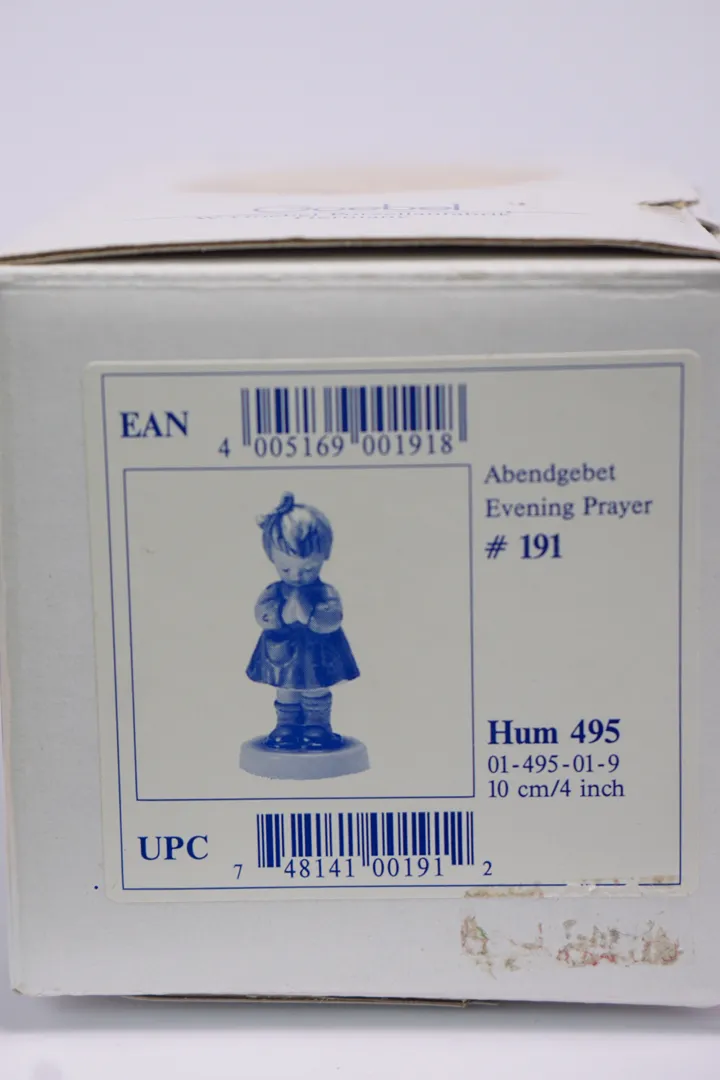 Goebel
EAN
4 005169 001918
Abendgebet
Evening Prayer
# 191
Hum 495
01-495-01-9
10 cm/4 inch
UPC
7 48141 00191 2